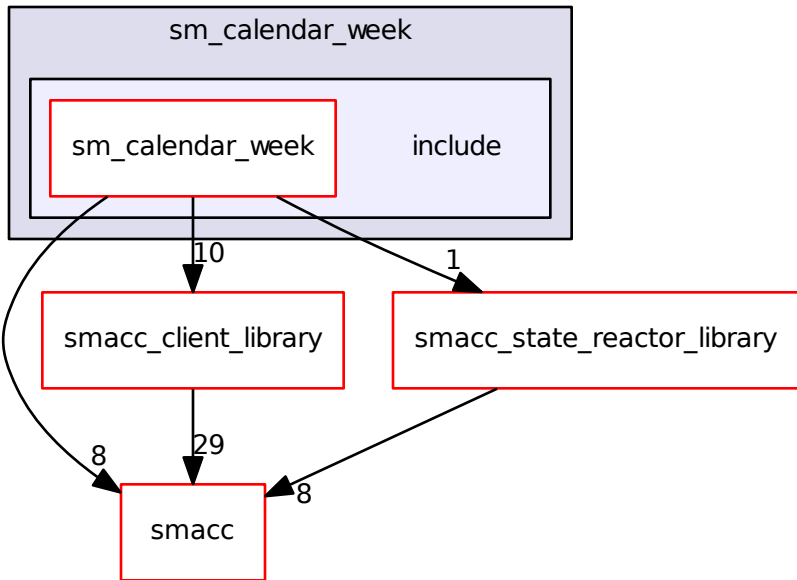 sm_calendar_week
sm_calendar_week
include
10
1
smacc_client_library
smacc_state_reactor_library
8
29
8
smacc